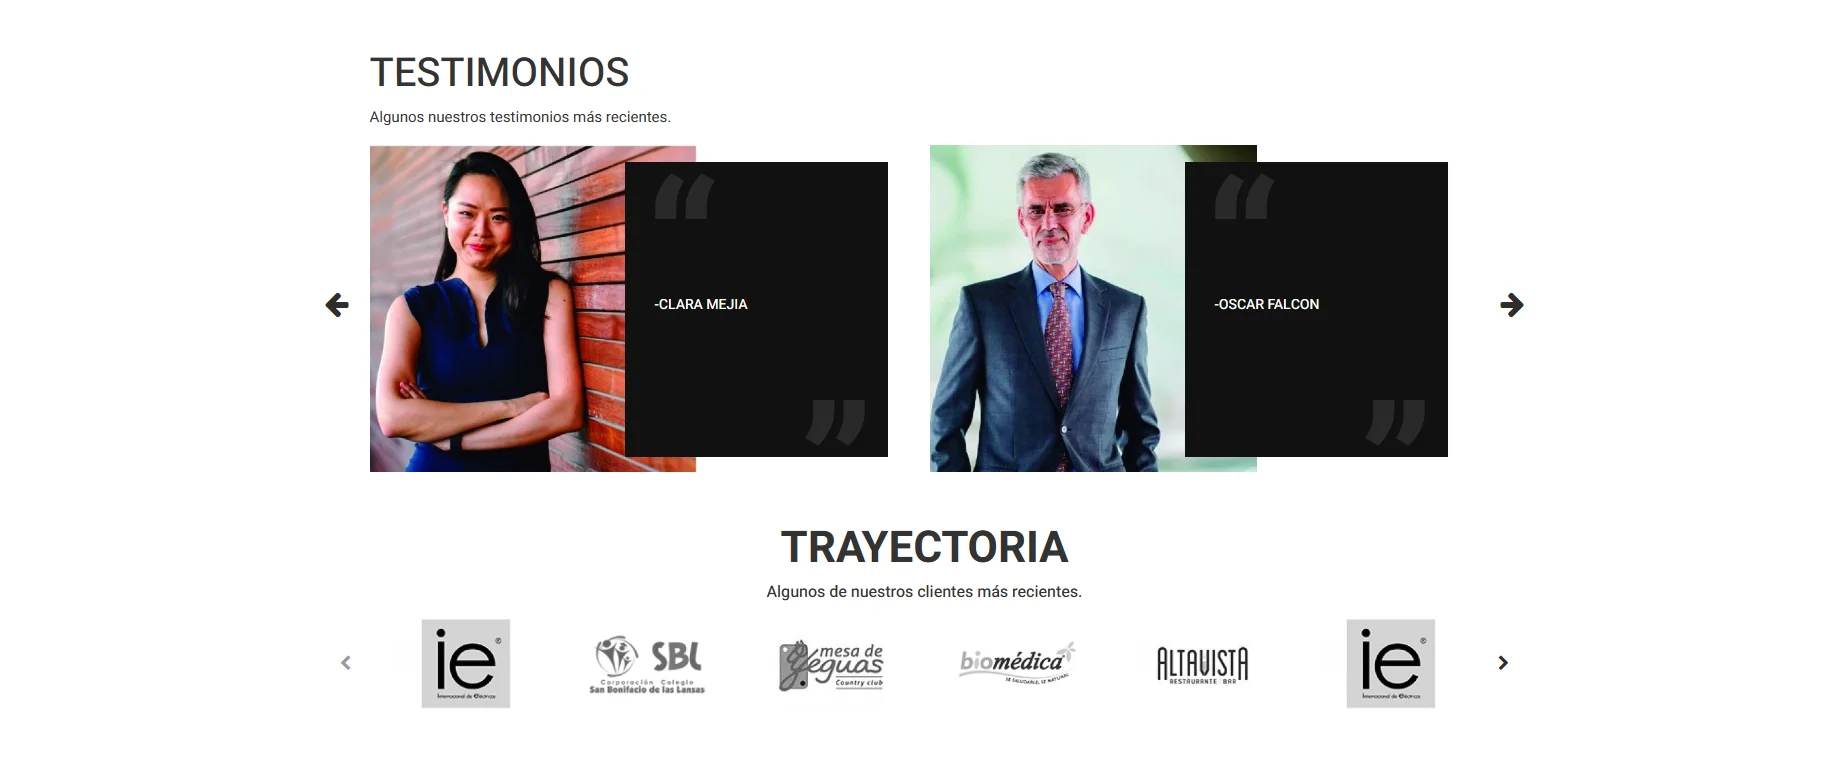 TESTIMONIOS
Algunos nuestros testimonios más recientes.
“
-CLARA MEJIA
”
“
-OSCAR FALCON
”
TRAYECTORIA
Algunos de nuestros clientes más recientes.
ie®
Internacional de Eléctricos
SBL
Corporación Colegio
San Bonifacio de las Lanzas
mesa de
Yeguas
Country club
biomédica
SE SALUDABLE, SE NATURAL
ALTAVISTA
RESTAURANTE BAR
ie®
Internacional de Eléctricos